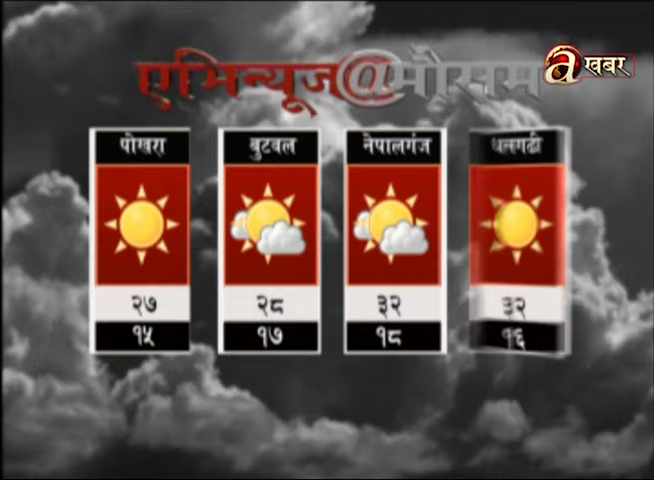 एभिन्यूज@मौसम
a खबर
पोखरा
२७
१५
बुटवल
२८
१७
नेपालगंज
३२
१८
धनगढी
३२
१६